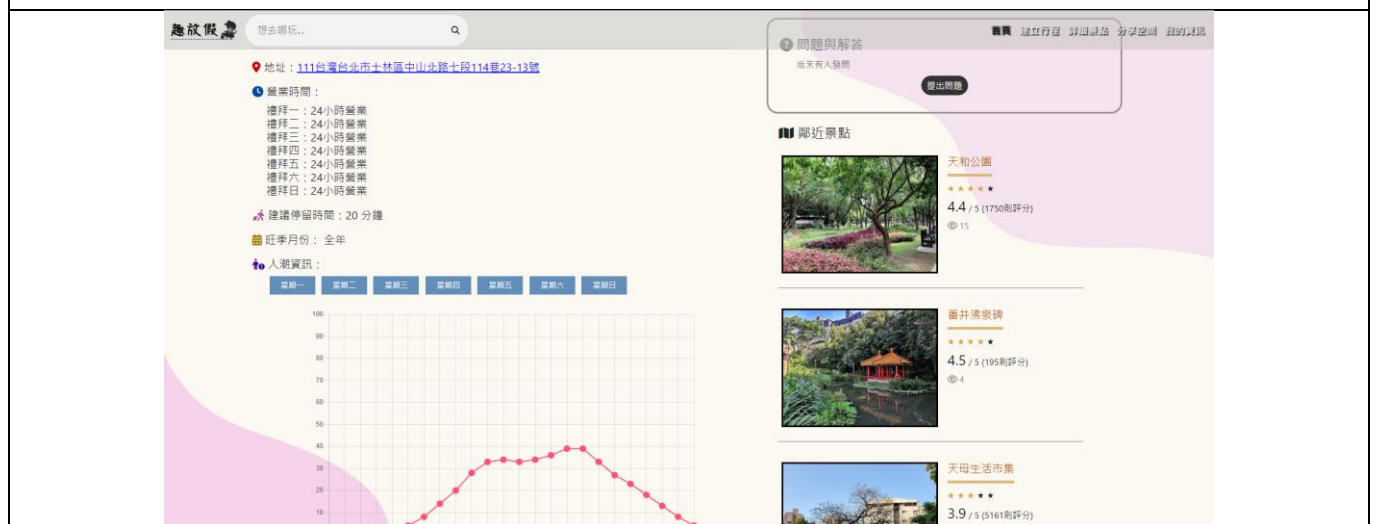 趣放假
想去哪玩..
首頁 建立行程 詳細景點 分享空間 我的資訊
地址：111台灣台北市士林區中山北路七段114巷23-13號
營業時間：
禮拜一：24小時營業
禮拜二：24小時營業
禮拜三：24小時營業
禮拜四：24小時營業
禮拜五：24小時營業
禮拜六：24小時營業
禮拜日：24小時營業
建議停留時間：20 分鐘
旺季月份： 全年
人潮資訊：
星期一 星期二 星期三 星期四 星期五 星期六 星期日
100
90
80
70
60
50
40
30
20
10
問題與解答
尚未有人發問
提出問題
鄰近景點
天和公園
4.4 / 5 (1750則評分)
15
番井沸泉碑
4.5 / 5 (195則評分)
4
天母生活市集
3.9 / 5 (5161則評分)